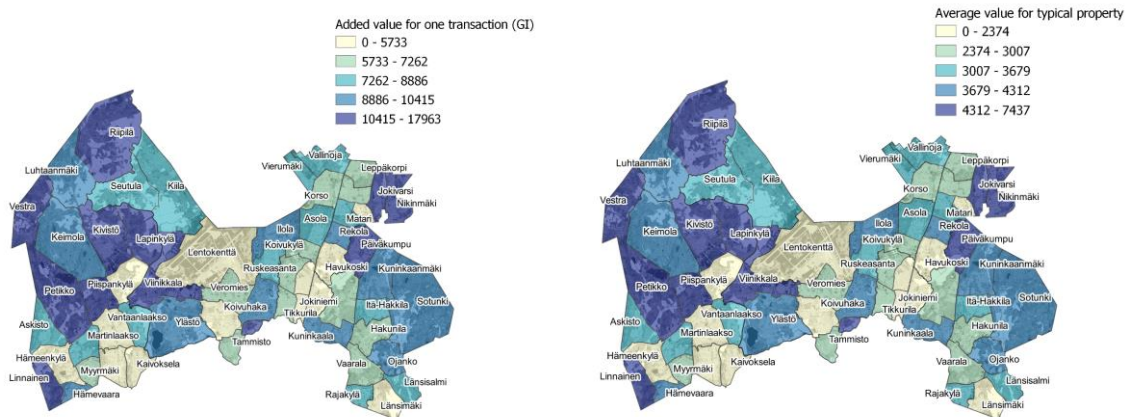 Added value for one transaction (GI)
0 - 5733
5733 - 7262
7262 - 8886
8886 - 10415
10415 - 17963
Riipilä
Luhtaanmäki
Seutula
Kiila
Vestra
Keimola
Kivistö
Lapinkylä
Lentokenttä
Petikko
Piispankylä
Viinikkala
Veromies
Askisto
Vantaanlaakso
Ylästö
Koivuhaka
Martinlaakso
Hämeenkylä
Myyrmäki
Kaivoksela
Tammisto
Linnainen
Hämevaara
Vallinoja
Vierumäki
Leppäkorpi
Korso
Jokivarsi
Nikinmäki
Asola
Matari
Ilola
Rekola
Koivukylä
Päiväkumpu
Ruskeasanta
Havukoski
Kuninkaanmäki
Jokiniemi
Tikkurila
Itä-Hakkila
Sotunki
Kuninkaala
Hakunila
Vaarala
Ojanko
Rajakylä
Länsisalmi
Länsimäki
Average value for typical property
0 - 2374
2374 - 3007
3007 - 3679
3679 - 4312
4312 - 7437
Riipilä
Luhtaanmäki
Seutula
Kiila
Vestra
Keimola
Kivistö
Lapinkylä
Lentokenttä
Petikko
Piispankylä
Viinikkala
Veromies
Askisto
Vantaanlaakso
Ylästö
Koivuhaka
Martinlaakso
Hämeenkylä
Myyrmäki
Kaivoksela
Tammisto
Linnainen
Hämevaara
Vallinoja
Vierumäki
Leppäkorpi
Korso
Jokivarsi
Nikinmäki
Asola
Matari
Ilola
Rekola
Koivukylä
Päiväkumpu
Ruskeasanta
Havukoski
Kuninkaanmäki
Jokiniemi
Tikkurila
Itä-Hakkila
Sotunki
Kuninkaala
Hakunila
Vaarala
Ojanko
Rajakylä
Länsisalmi
Länsimäki